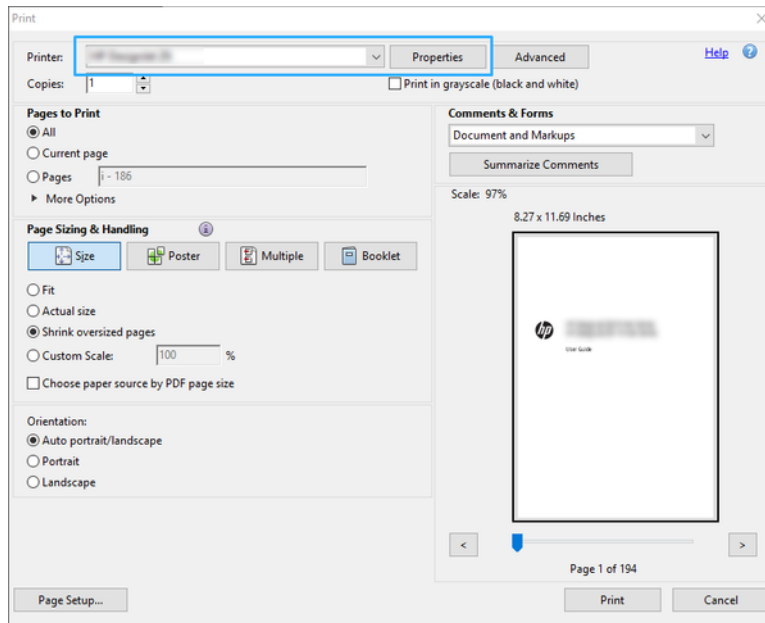 Print
Printer:
Properties
Advanced
Help
Copies: 1
Print in grayscale (black and white)
Pages to Print
All
Current page
Pages i - 186
More Options
Comments & Forms
Document and Markups
Summarize Comments
Scale: 97%
8.27 x 11.69 Inches
Page Sizing & Handling
Size Poster Multiple Booklet
Fit
Actual size
Shrink oversized pages
Custom Scale: 100 %
Choose paper source by PDF page size
hp
User Guide
Orientation:
Auto portrait/landscape
Portrait
Landscape
< >
Page 1 of 194
Page Setup...
Print
Cancel